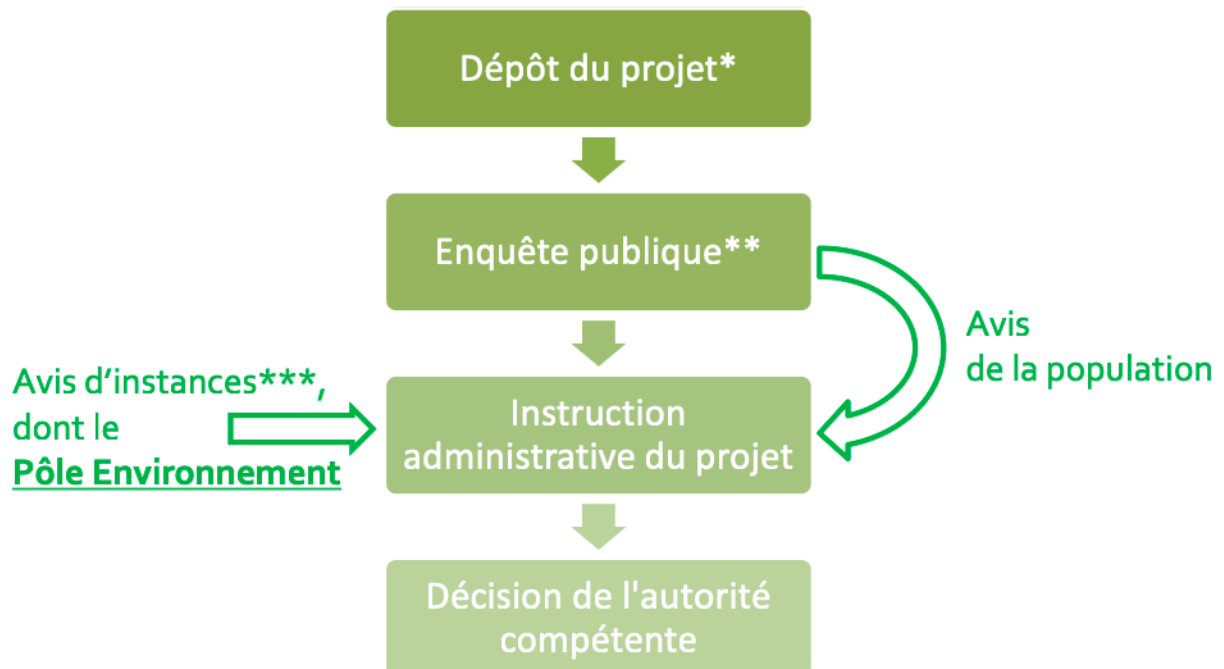 Dépôt du projet*
Enquête publique**
Avis
de la population
Avis d'instances***,
dont le
Pôle Environnement
Instruction
administrative du projet
Décision de l'autorité
compétente